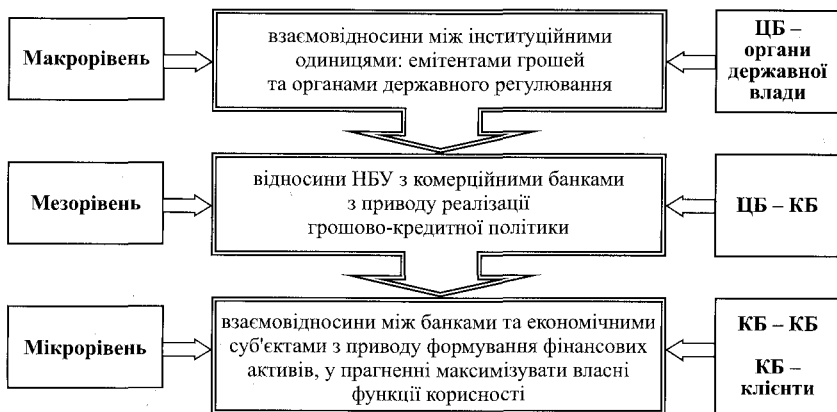 Макрорівень
взаємовідносини між інституційними
одиницями: емітентами грошей
та органами державного регулювання
ЦБ –
органи
державної
влади
Мезорівень
відносини НБУ з комерційними банками
з приводу реалізації
грошово-кредитної політики
ЦБ – КБ
Мікрорівень
взаємовідносини між банками та економічними
суб'єктами з приводу формування фінансових
активів, у прагненні максимізувати власні
функції корисності
КБ – КБ
КБ –
клієнти